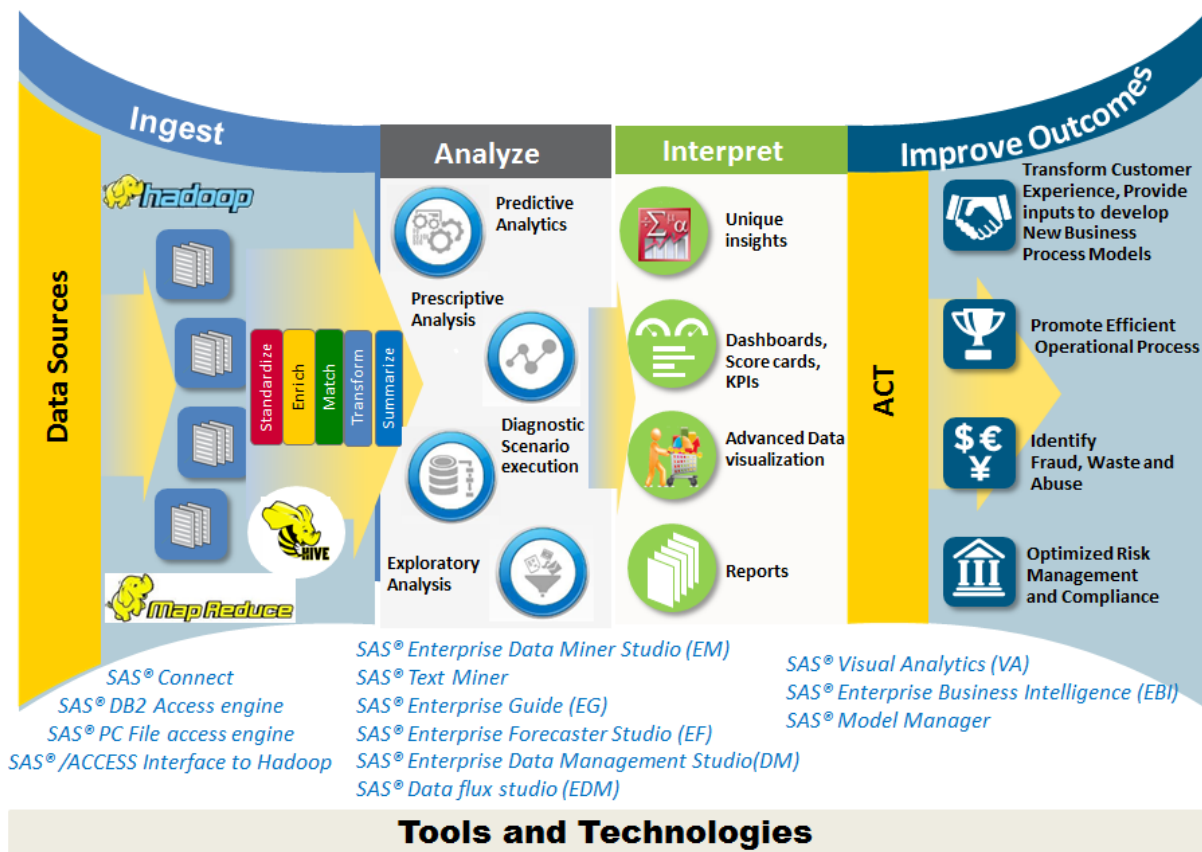 Ingest
Analyze
Interpret
Improve Outcomes
Data Sources
hadoop
Standardize
Enrich
Match
Transform
Summarize
HIVE
Map Reduce
Predictive
Analytics
Prescriptive
Analysis
Diagnostic
Scenario
execution
Exploratory
Analysis
Σ μ α
Unique
insights
Dashboards,
Score cards,
KPIs
Advanced Data
visualization
Reports
ACT
Transform Customer
Experience, Provide
inputs to develop
New Business
Process Models
Promote Efficient
Operational Process
$ €
¥
Identify
Fraud, Waste and
Abuse
Optimized Risk
Management
and Compliance
SAS® Connect
SAS® DB2 Access engine
SAS® PC File access engine
SAS® /ACCESS Interface to Hadoop
SAS® Enterprise Data Miner Studio (EM)
SAS® Text Miner
SAS® Enterprise Guide (EG)
SAS® Enterprise Forecaster Studio (EF)
SAS® Enterprise Data Management Studio(DM)
SAS® Data flux studio (EDM)
SAS® Visual Analytics (VA)
SAS® Enterprise Business Intelligence (EBI)
SAS® Model Manager
Tools and Technologies